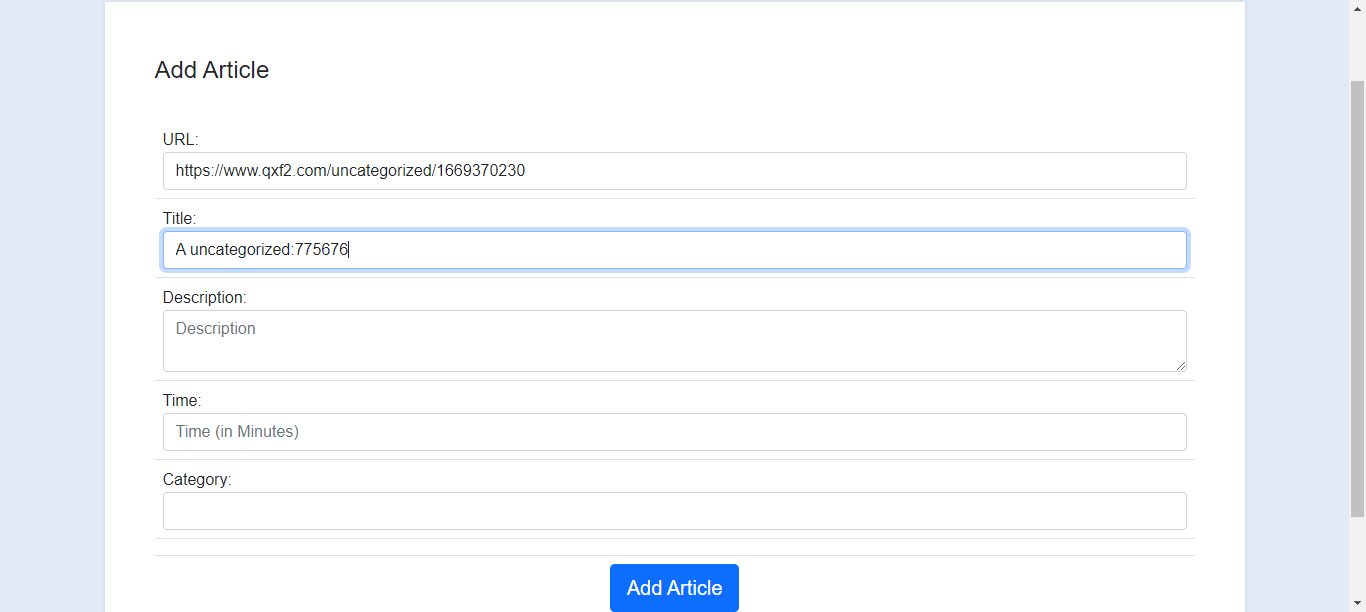 Add Article
URL:
https://www.qxf2.com/uncategorized/1669370230
Title:
A uncategorized:775676
Description:
Description
Time:
Time (in Minutes)
Category:
Add Article